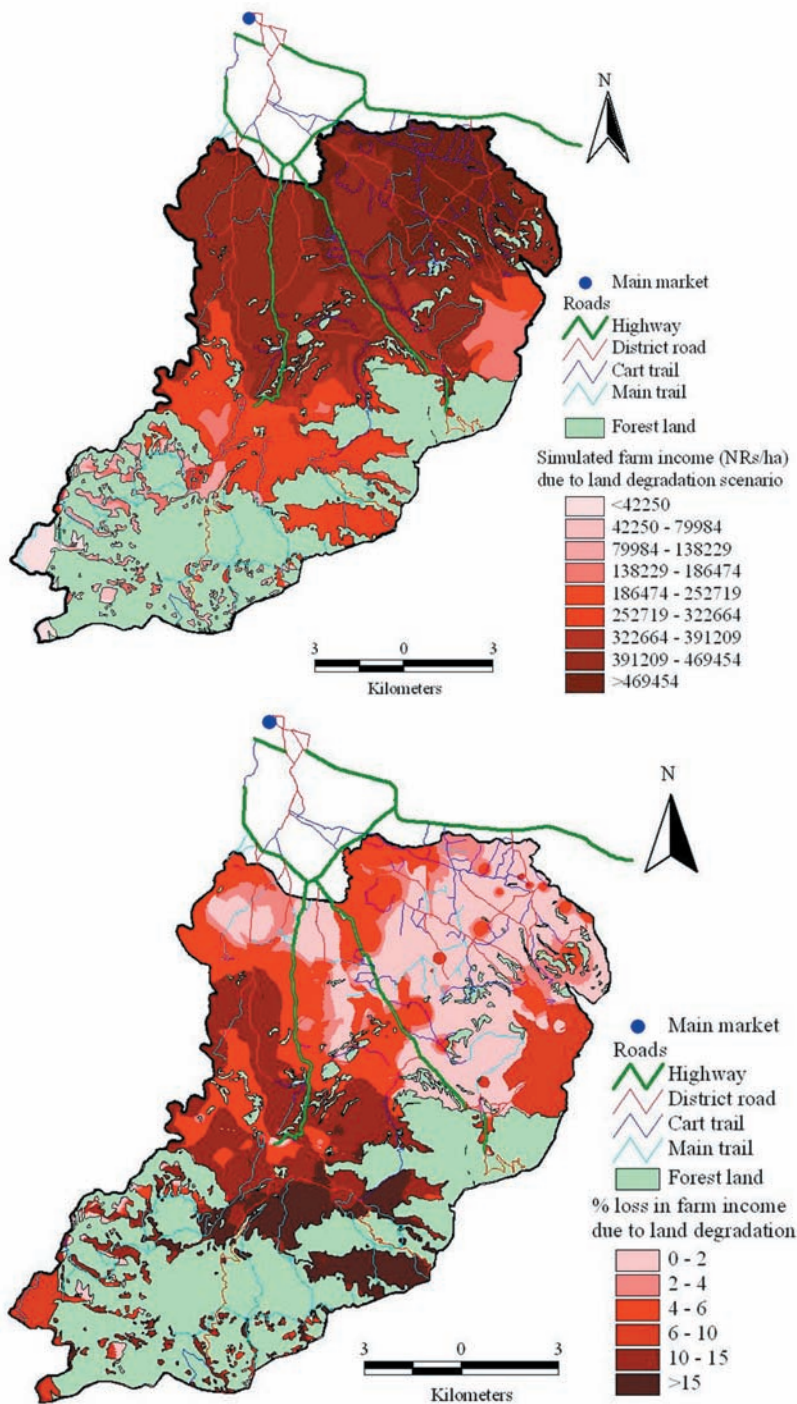 N
Main market
Roads
Highway
District road
Cart trail
Main trail
Forest land
Simulated farm income (NRs/ha)
due to land degradation scenario
<42250
42250 - 79984
79984 - 138229
138229 - 186474
186474 - 252719
252719 - 322664
322664 - 391209
391209 - 469454
>469454
3 0 3
Kilometers
N
Main market
Roads
Highway
District road
Cart trail
Main trail
Forest land
% loss in farm income
due to land degradation
0 - 2
2 - 4
4 - 6
6 - 10
10 - 15
>15
3 0 3
Kilometers